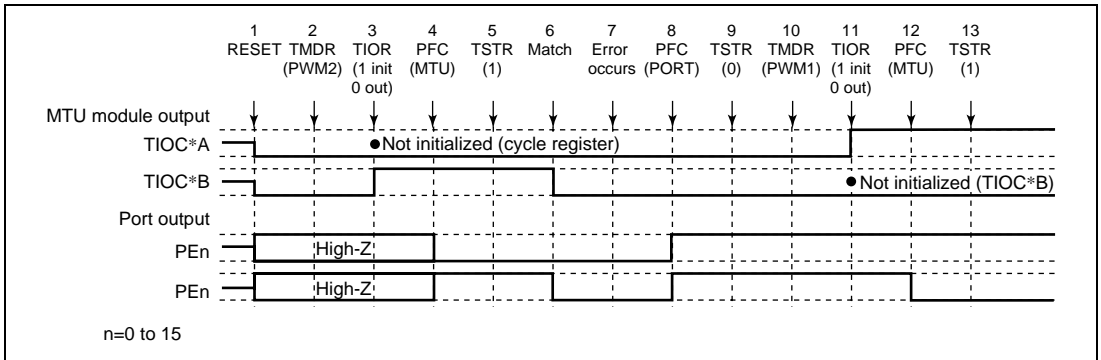 1 2 3 4 5 6 7 8 9 10 11 12 13
RESET TMDR TIOR PFC TSTR Match Error PFC TSTR TMDR TIOR PFC TSTR
(PWM2) (1 init (MTU) (1) occurs (PORT) (0) (PWM1) (1 init (MTU) (1)
0 out) 0 out)
MTU module output
TIOC*A
●Not initialized (cycle register)
TIOC*B
●Not initialized (TIOC*B)
Port output
PEn
High-Z
PEn
High-Z
n=0 to 15